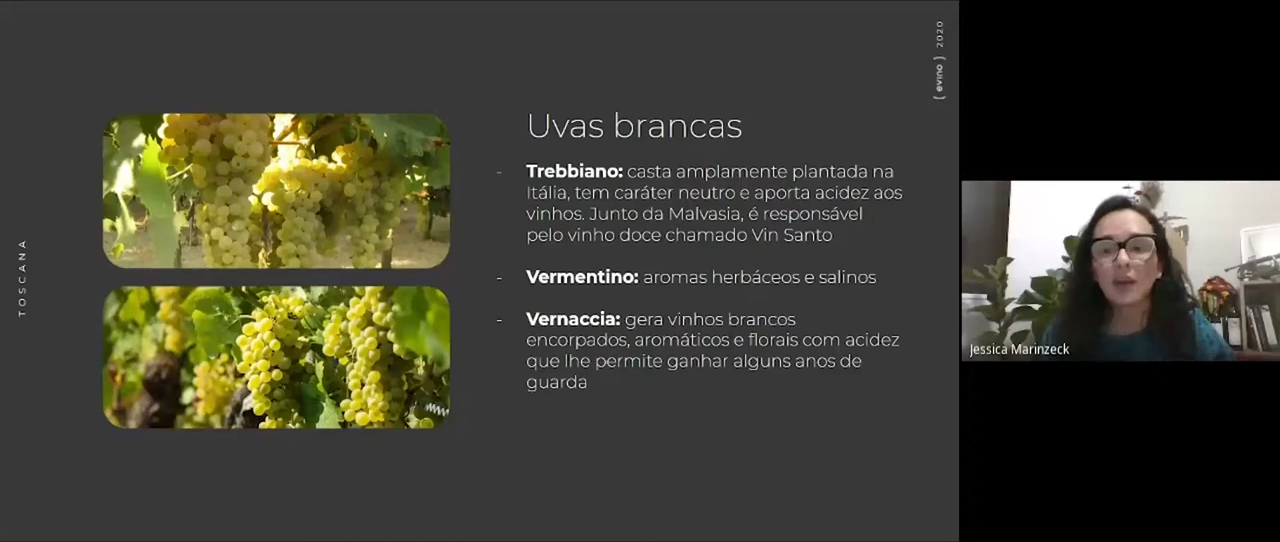 ( evino ) 2020
TOSCANA
Uvas brancas
- Trebbiano: casta amplamente plantada na
Itália, tem caráter neutro e aporta acidez aos
vinhos. Junto da Malvasia, é responsável
pelo vinho doce chamado Vin Santo
- Vermentino: aromas herbáceos e salinos
- Vernaccia: gera vinhos brancos
encorpados, aromáticos e florais com acidez
que lhe permite ganhar alguns anos de
guarda
Jessica Marinzeck